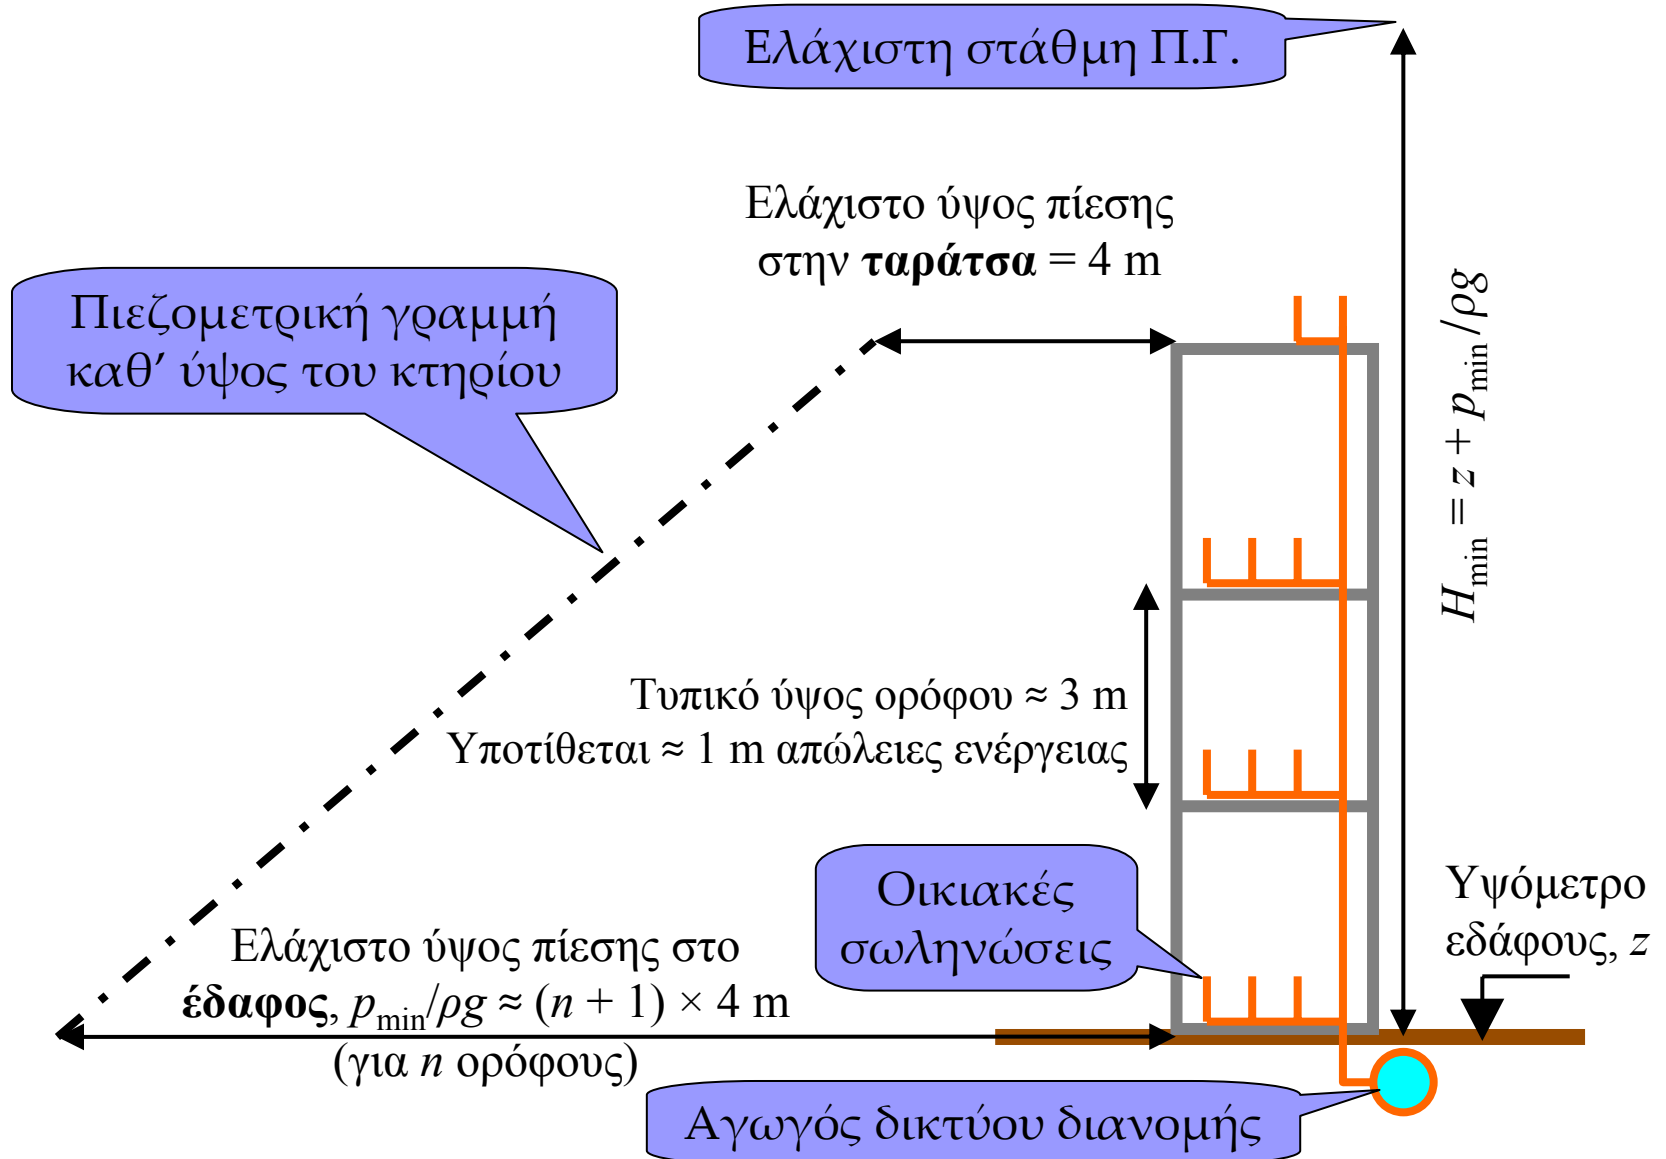 Ελάχιστη στάθμη Π.Γ.
Ελάχιστο ύψος πίεσης
στην ταράτσα = 4 m
Πιεζομετρική γραμμή
καθ’ ύψος του κτηρίου
H_min = z + p_min/ρg
Τυπικό ύψος ορόφου ≈ 3 m
Υποτίθεται ≈ 1 m απώλειες ενέργειας
Οικιακές
σωληνώσεις
Υψόμετρο
εδάφους, z
Ελάχιστο ύψος πίεσης στο
έδαφος, p_min/ρg ≈ (n + 1) × 4 m
(για n ορόφους)
Αγωγός δικτύου διανομής